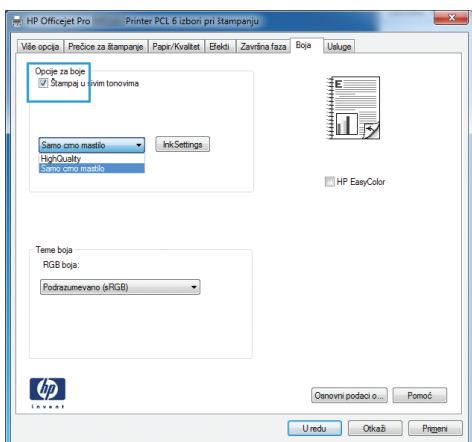 HP Officejet Pro Printer PCL 6 izbori pri štampanju
Više opcija Prečice za štampanje Papir/Kvalitet Efekti Završna faza Boja Usluge
Opcije za boje
Štampaj u sivim tonovima
E
Samo crno mastilo InkSettings
HighQuality
Samo crno mastilo
HP EasyColor
Teme boja
RGB boja:
Podrazumevano (sRGB)
hp
invent
Osnovni podaci o... Pomoć
U redu Otkaži Primeni